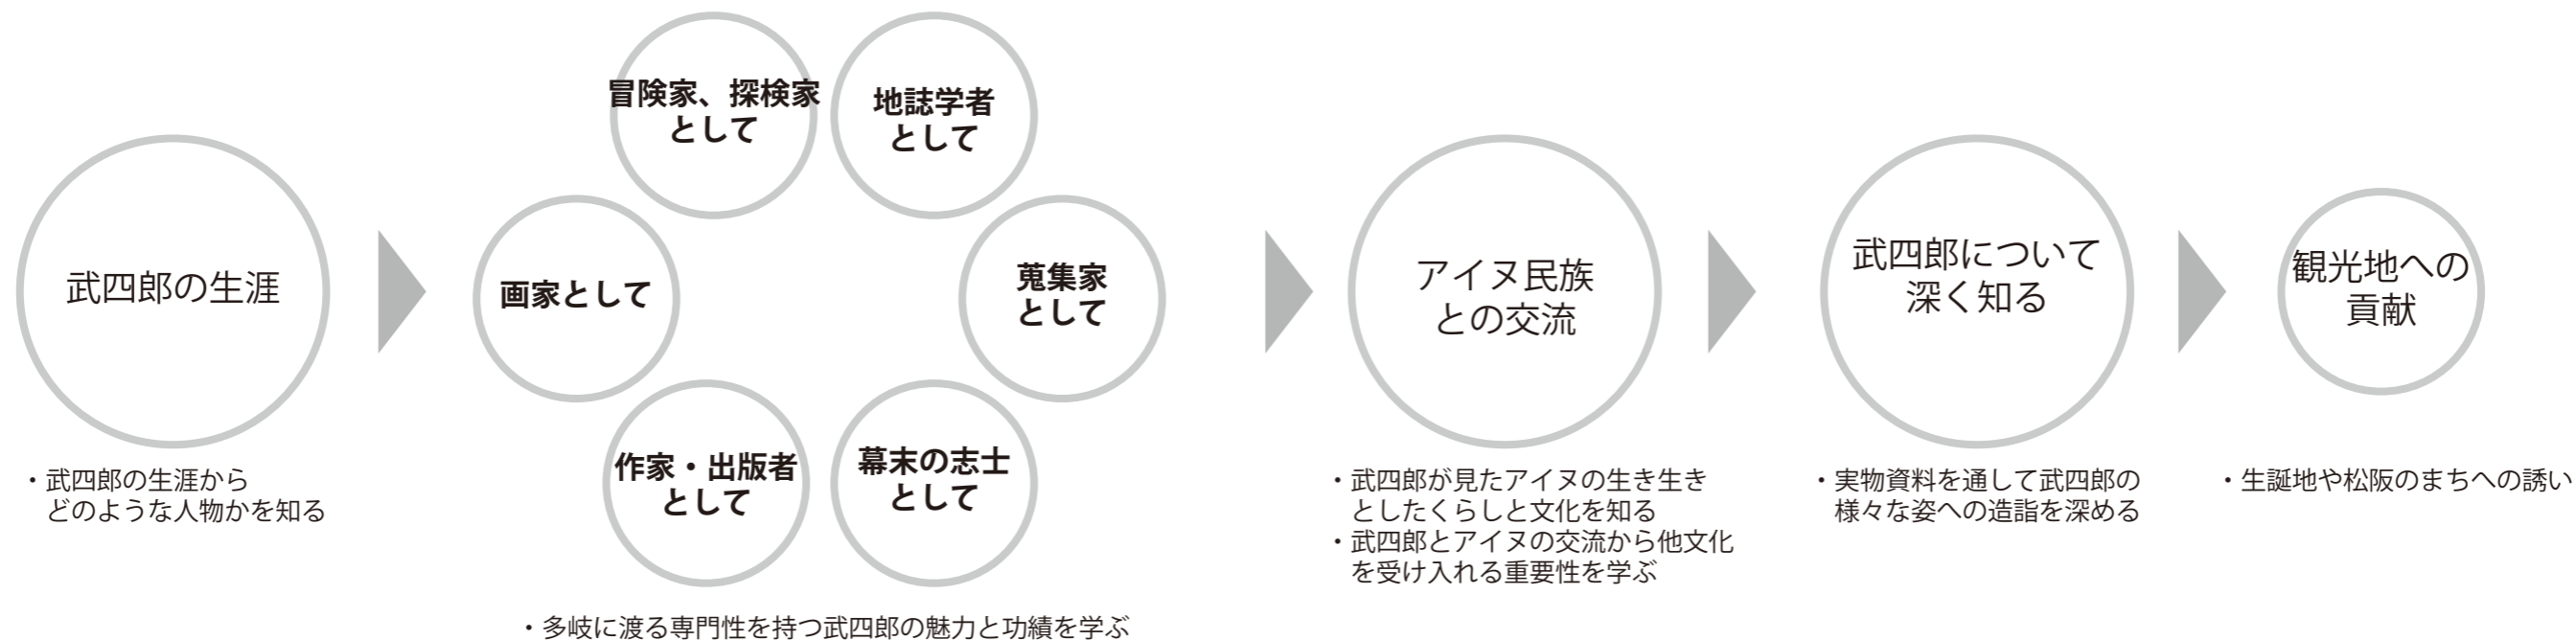 武四郎の生涯
・武四郎の生涯から
どのような人物かを知る
冒険家、探検家
として
地誌学者
として
画家として
蒐集家
として
作家・出版者
として
幕末の志士
として
・多岐に渡る専門性を持つ武四郎の魅力と功績を学ぶ
アイヌ民族
との交流
・武四郎が見たアイヌの生き生き
としたくらしと文化を知る
・武四郎とアイヌの交流から他文化
を受け入れる重要性を学ぶ
武四郎について
深く知る
・実物資料を通して武四郎の
様々な姿への造詣を深める
観光地への
貢献
・生誕地や松阪のまちへの誘い